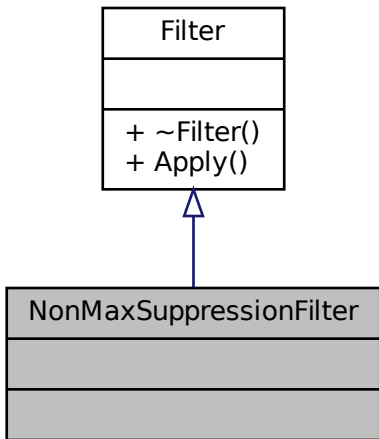 Filter
+ ~Filter()
+ Apply()
NonMaxSuppressionFilter